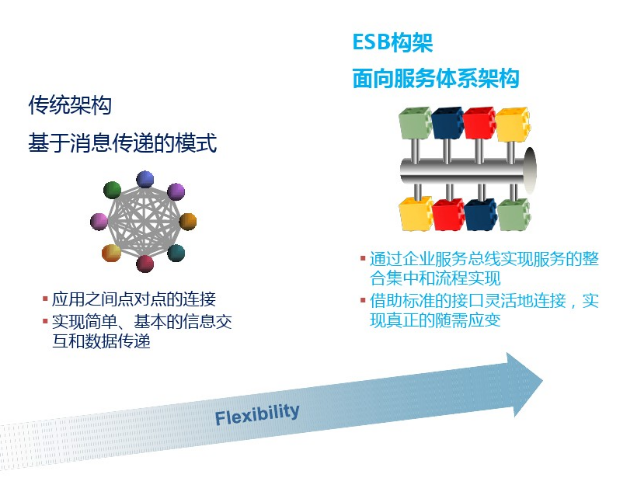 传统架构
基于消息传递的模式
▪应用之间点对点的连接
▪实现简单、基本的信息交
互和数据传递
ESB构架
面向服务体系架构
▪通过企业服务总线实现服务的整
合集中和流程实现
▪借助标准的接口灵活地连接，实
现真正的随需应变
Flexibility